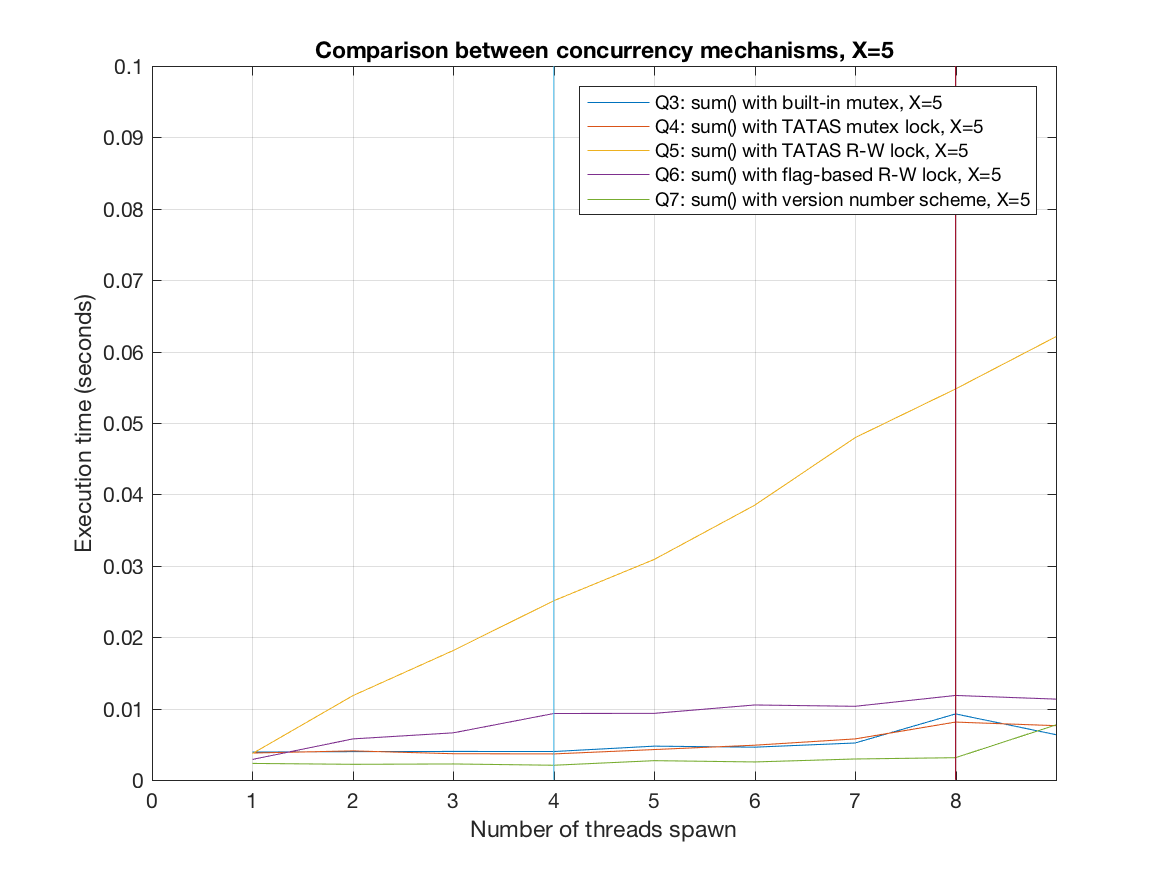 Comparison between concurrency mechanisms, X=5
0.1
0.09
0.08
0.07
0.06
0.05
0.04
0.03
0.02
0.01
0
Execution time (seconds)
Q3: sum() with built-in mutex, X=5
Q4: sum() with TATAS mutex lock, X=5
Q5: sum() with TATAS R-W lock, X=5
Q6: sum() with flag-based R-W lock, X=5
Q7: sum() with version number scheme, X=5
0 1 2 3 4 5 6 7 8
Number of threads spawn